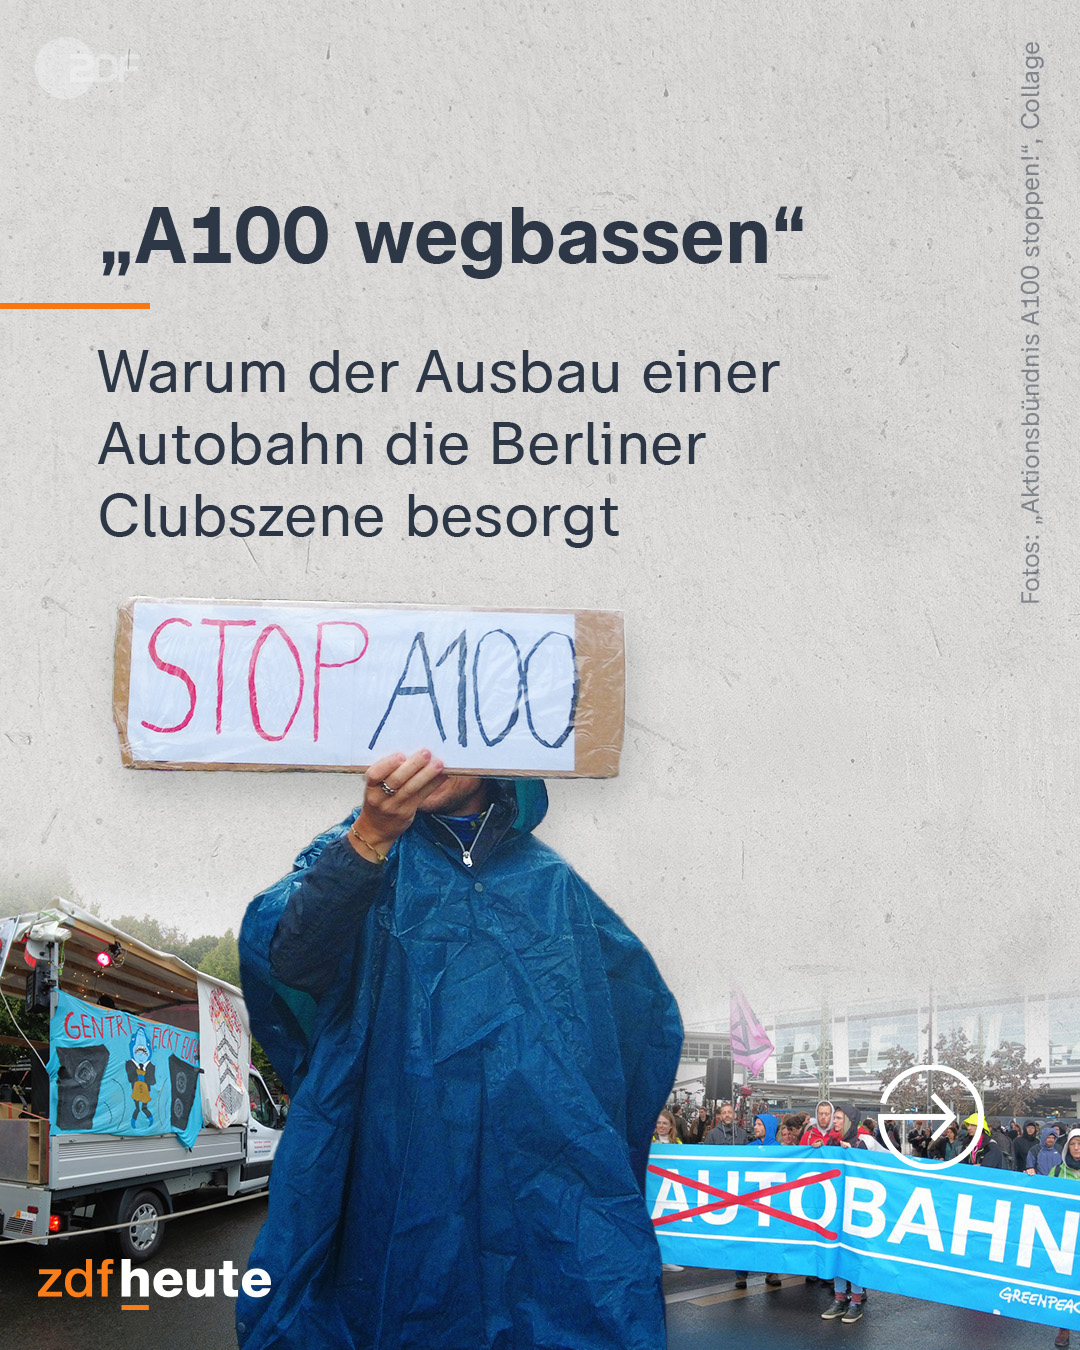 ZDF
„A100 wegbassen“
Warum der Ausbau einer
Autobahn die Berliner
Clubszene besorgt
Fotos: „Aktionsbündnis A100 stoppen!“, Collage
STOP A100
GENTRI FICKT EUCH
AUTOBAHN
GREENPEAC
zdfheute